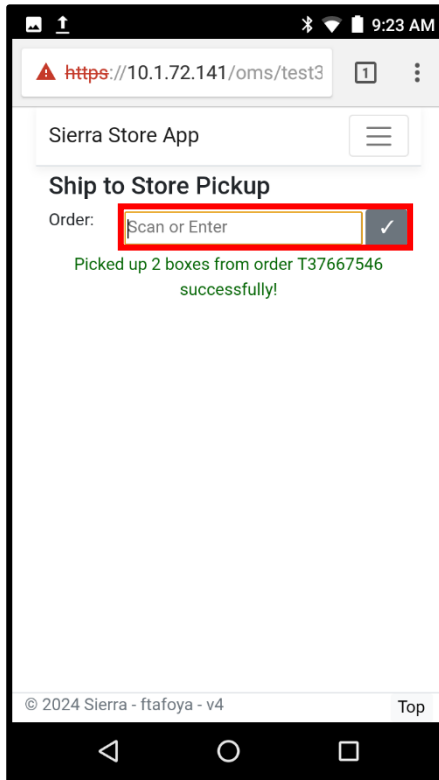 9:23 AM
https://10.1.72.141/oms/test3
1
Sierra Store App
Ship to Store Pickup
Order:
Scan or Enter
✓
Picked up 2 boxes from order T37667546
successfully!
© 2024 Sierra - ftafoya - v4
Top